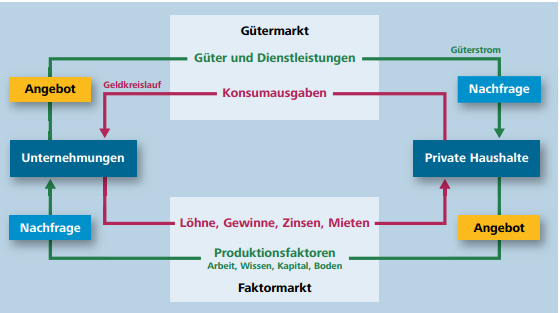 Gütermarkt
Güter und Dienstleistungen
Güterstrom
Angebot
Geldkreislauf
Konsumausgaben
Nachfrage
Unternehmungen
Private Haushalte
Löhne, Gewinne, Zinsen, Mieten
Nachfrage
Angebot
Produktionsfaktoren
Arbeit, Wissen, Kapital, Boden
Faktormarkt